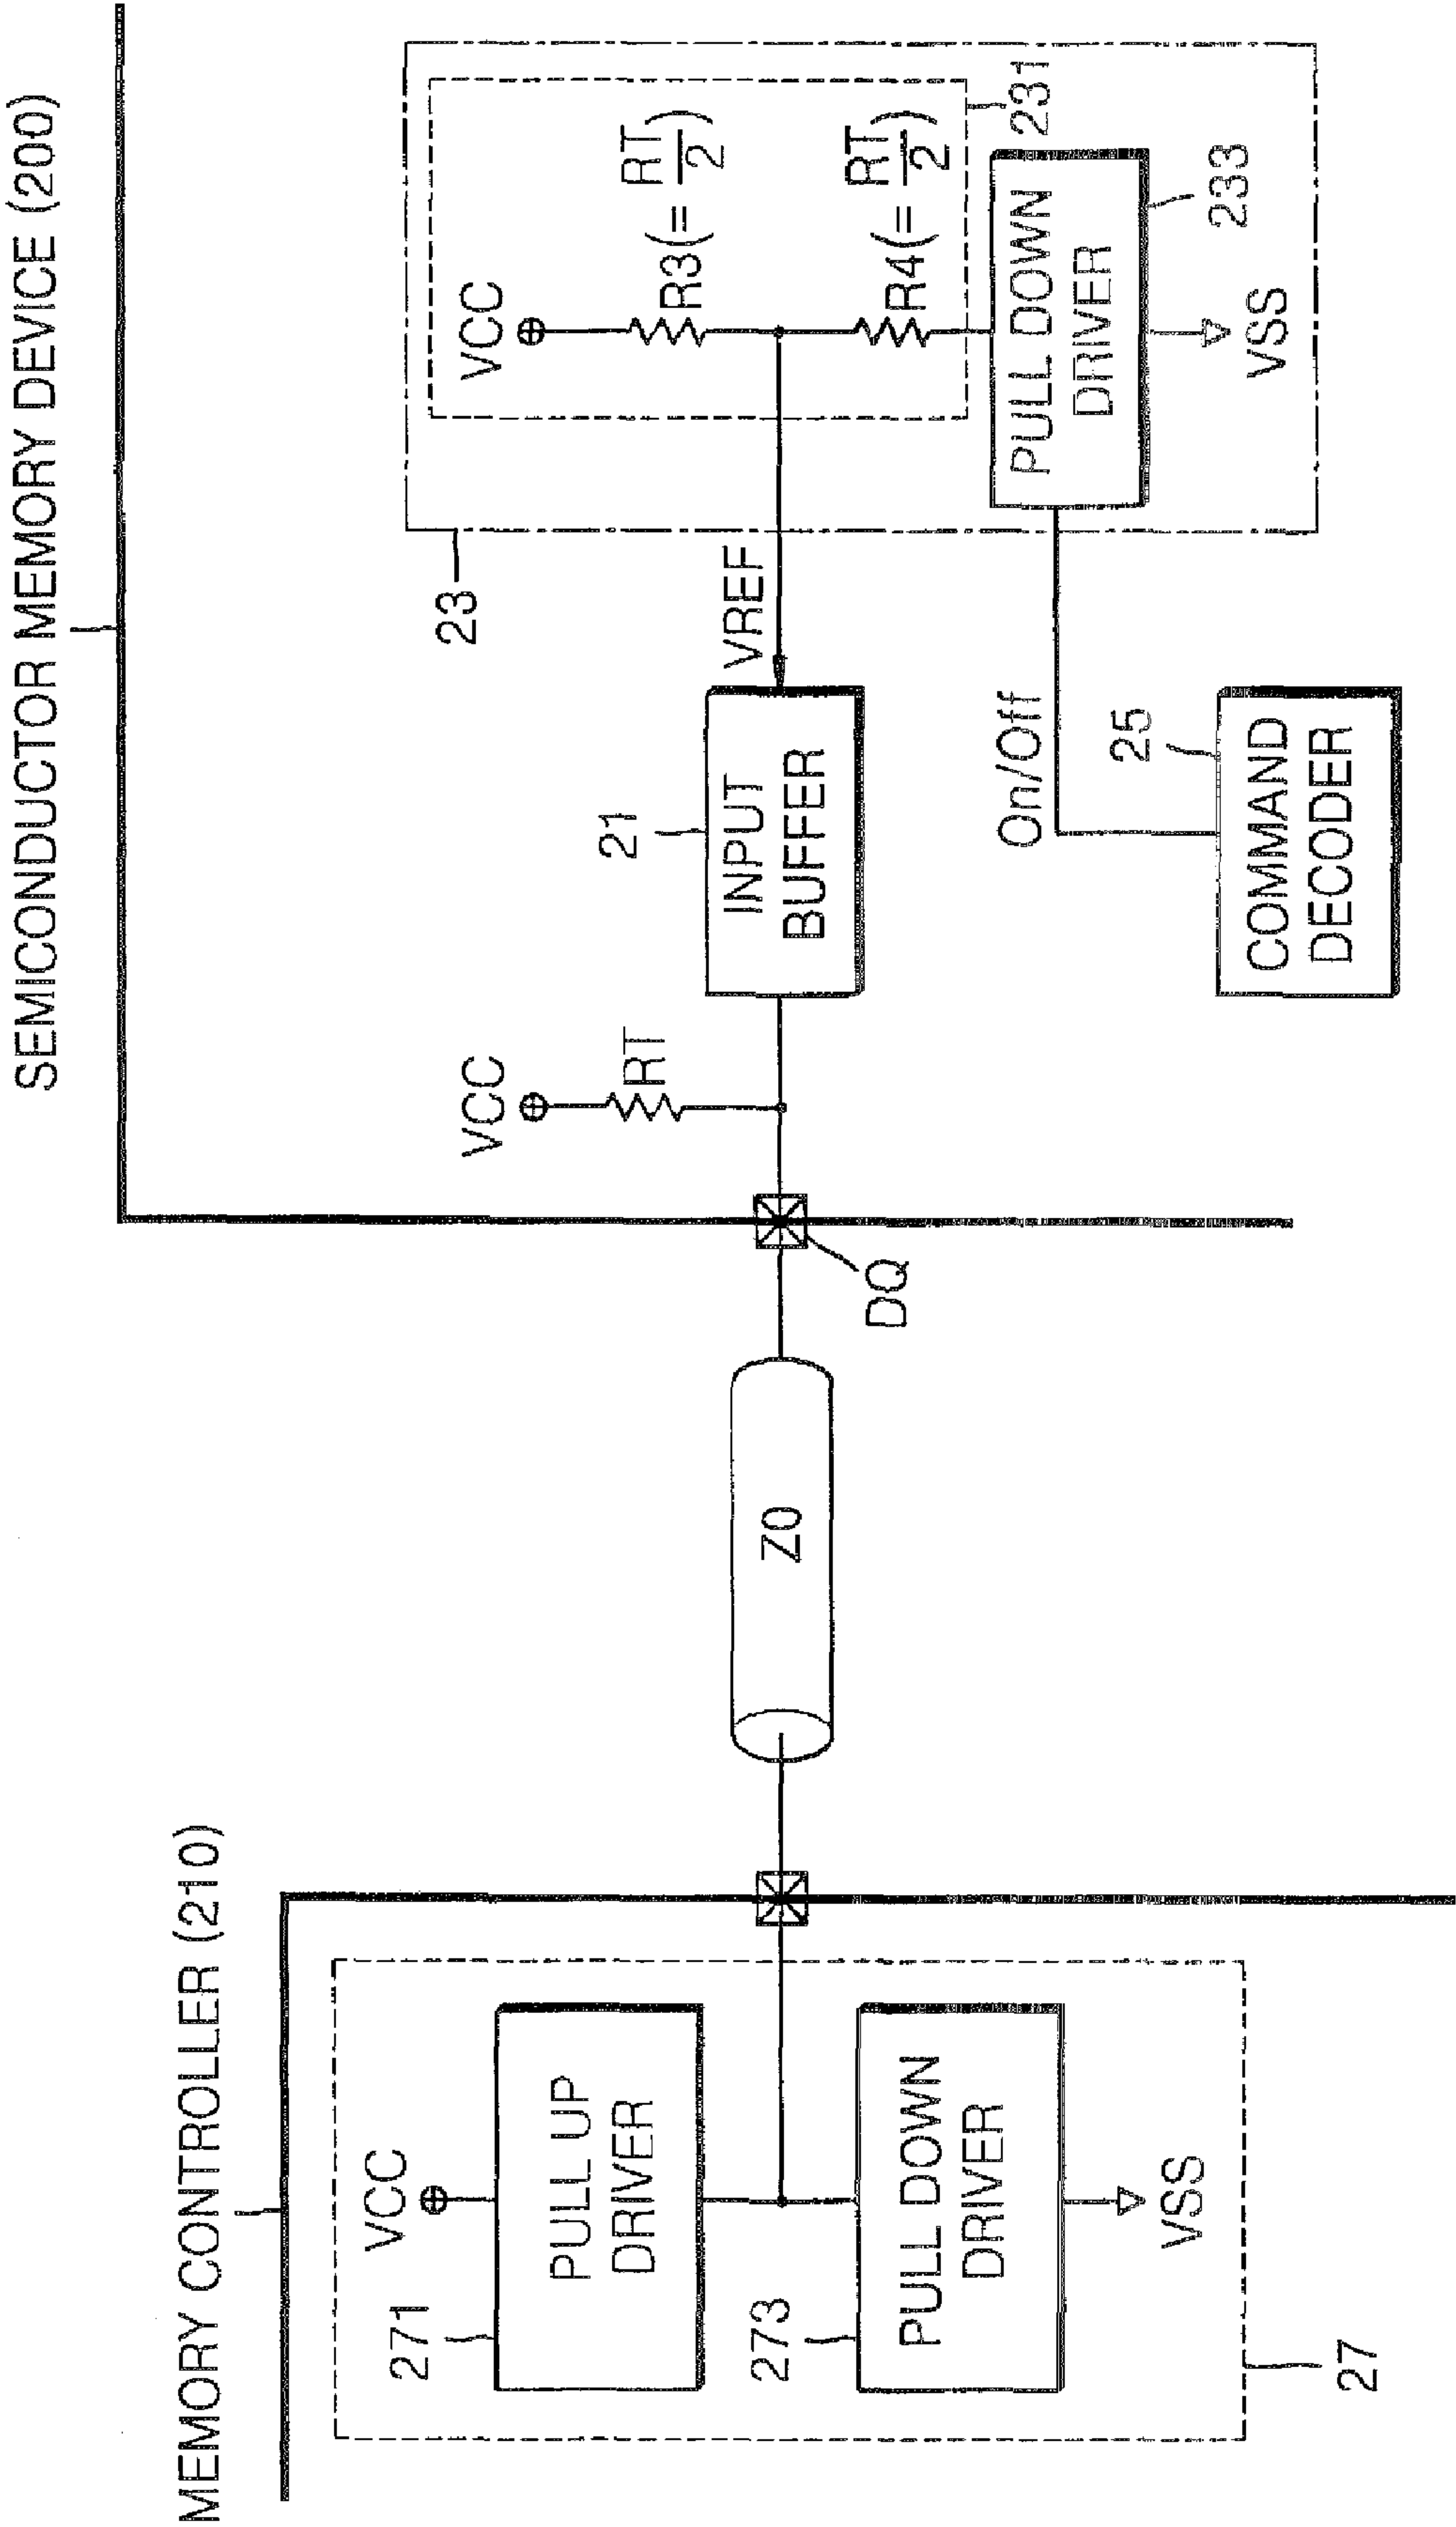 SEMICONDUCTOR MEMORY DEVICE (200)
MEMORY CONTROLLER (210)
VCC
271
PULL UP
DRIVER
273
PULL DOWN
DRIVER
VSS
27
Z0
DQ
VCC
RT
21
INPUT
BUFFER
VREF
23
VCC
R3(=RT/2)
R4(=RT/2)
231
PULL DOWN
DRIVER
233
VSS
On/Off
25
COMMAND
DECODER